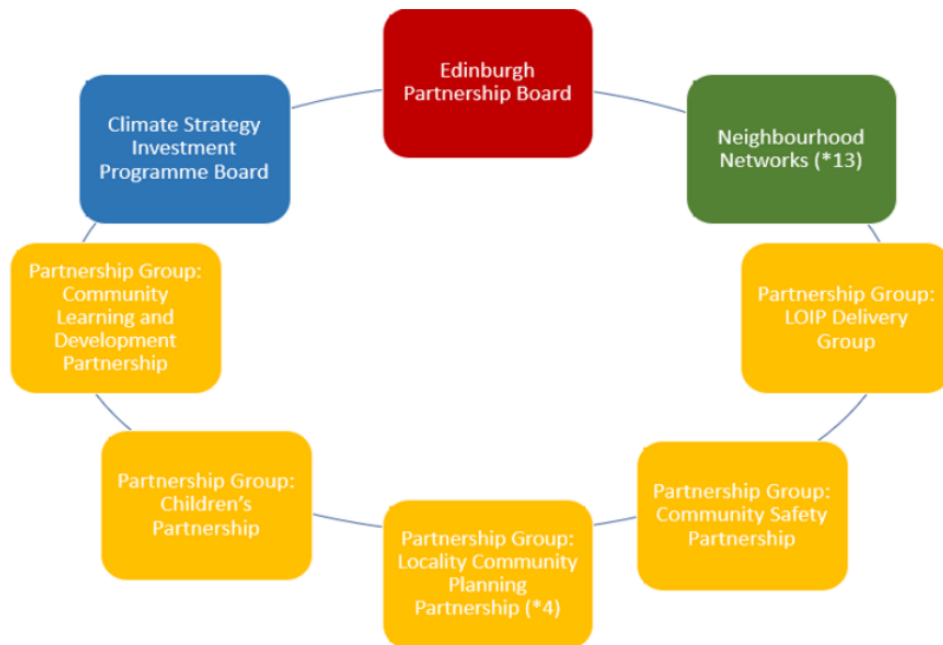 Edinburgh
Partnership Board
Climate Strategy
Investment
Programme Board
Neighbourhood
Networks (*13)
Partnership Group:
Community
Learning and
Development
Partnership
Partnership Group:
LOIP Delivery
Group
Partnership Group:
Children’s
Partnership
Partnership Group:
Locality Community
Planning
Partnership (*4)
Partnership Group:
Community Safety
Partnership